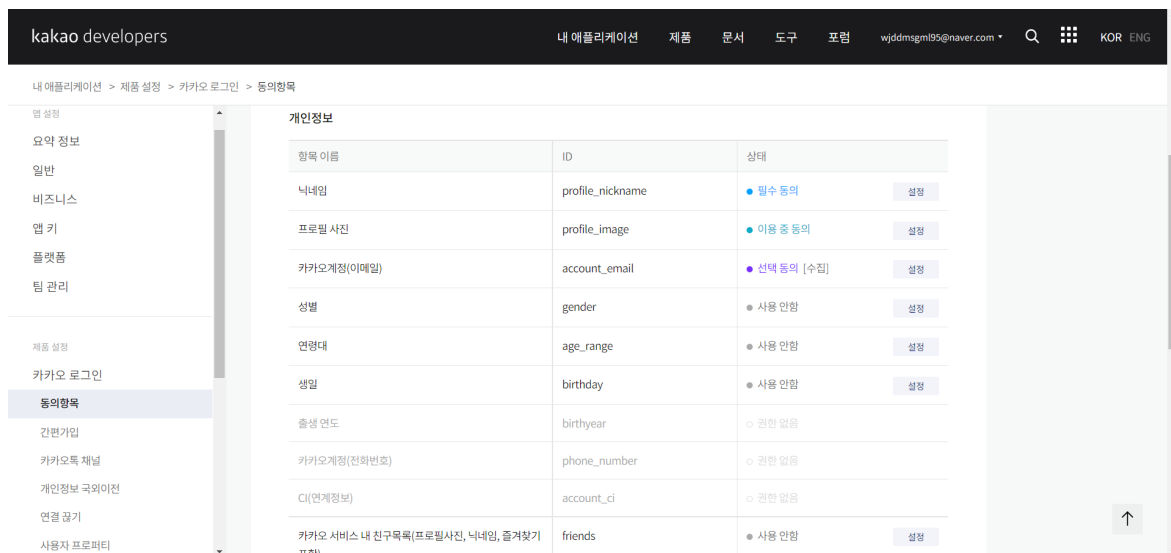 kakao developers
내 애플리케이션 제품 문서 도구 포럼 wjddmsgml95@naver.com KOR ENG
내 애플리케이션 > 제품 설정 > 카카오 로그인 > 동의항목
앱 설정
요약 정보
일반
비즈니스
앱 키
플랫폼
팀 관리
제품 설정
카카오 로그인
동의항목
간편가입
카카오톡 채널
개인정보 국외이전
연결 끊기
사용자 프로퍼티
개인정보
항목 이름 ID 상태
닉네임 profile_nickname 필수 동의 설정
프로필 사진 profile_image 이용 중 동의 설정
카카오계정(이메일) account_email 선택 동의 [수집] 설정
성별 gender 사용 안함 설정
연령대 age_range 사용 안함 설정
생일 birthday 사용 안함 설정
출생 연도 birthyear 권한 없음
카카오계정(전화번호) phone_number 권한 없음
CI(연계정보) account_ci 권한 없음
카카오 서비스 내 친구목록(프로필사진, 닉네임, 즐겨찾기 friends 사용 안함 설정